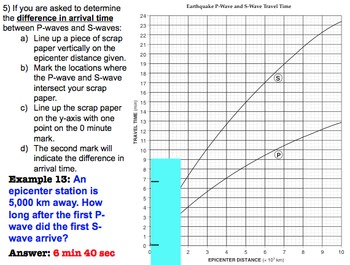 5) If you are asked to determine
the difference in arrival time
between P-waves and S-waves:
a) Line up a piece of scrap
paper vertically on the
epicenter distance given.
b) Mark the locations where
the P-wave and S-wave
intersect your scrap
paper.
c) Line up the scrap paper
on the y-axis with one
point on the 0 minute
mark.
d) The second mark will
indicate the difference in
arrival time.
Example 13: An
epicenter station is
5,000 km away. How
long after the first P-
wave did the first S-
wave arrive?
Answer: 6 min 40 sec
Earthquake P-Wave and S-Wave Travel Time
24
23
22
21
20
19
18
17
16
15
14
13
12
11
10
9
8
7
6
5
4
3
2
1
0
TRAVEL TIME (min)
S
P
2
3
4
5
6
7
8
9
10
EPICENTER DISTANCE (× 10³ km)